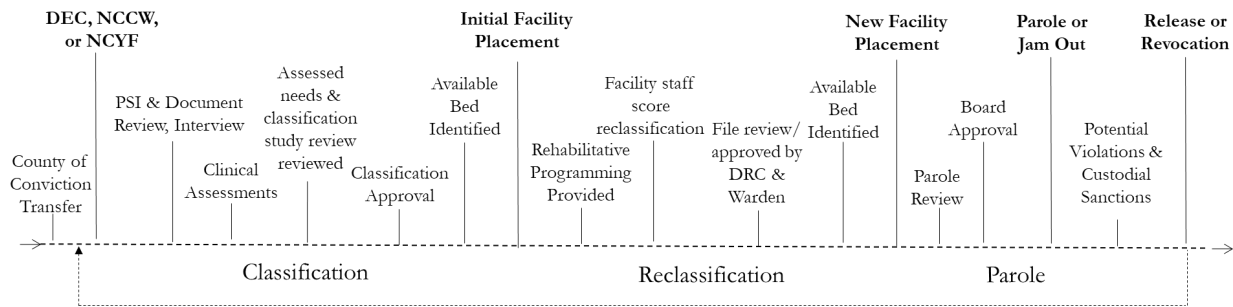 DEC, NCCW,
or NCYF
Initial Facility
Placement
New Facility
Placement
Parole or
Jam Out
Release or
Revocation
County of
Conviction
Transfer
PSI & Document
Review, Interview
Clinical
Assessments
Assessed
needs &
classification
study review
reviewed
Classification
Approval
Available
Bed
Identified
Rehabilitative
Programming
Provided
Facility staff
score
reclassification
File review/
approved by
DRC &
Warden
Available
Bed
Identified
Parole
Review
Board
Approval
Potential
Violations &
Custodial
Sanctions
Classification
Reclassification
Parole